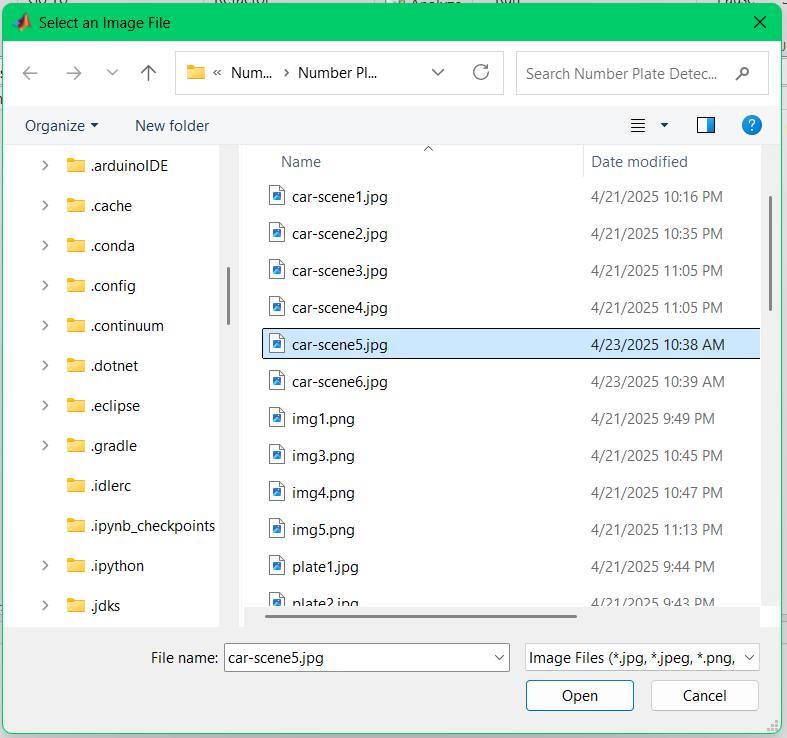 Select an Image File
« Num... › Number Pl...
Search Number Plate Detec...
Organize
New folder
?
.arduinoIDE
.cache
.conda
.config
.continuum
.dotnet
.eclipse
.gradle
.idlerc
.ipynb_checkpoints
.ipython
.jdks
Name Date modified
car-scene1.jpg 4/21/2025 10:16 PM
car-scene2.jpg 4/21/2025 10:35 PM
car-scene3.jpg 4/21/2025 11:05 PM
car-scene4.jpg 4/21/2025 11:05 PM
car-scene5.jpg 4/23/2025 10:38 AM
car-scene6.jpg 4/23/2025 10:39 AM
img1.png 4/21/2025 9:49 PM
img3.png 4/21/2025 10:45 PM
img4.png 4/21/2025 10:47 PM
img5.png 4/21/2025 11:13 PM
plate1.jpg 4/21/2025 9:44 PM
plate2.jpg 4/21/2025 9:43 PM
File name: car-scene5.jpg
Image Files (*.jpg, *.jpeg, *.png,
Open
Cancel